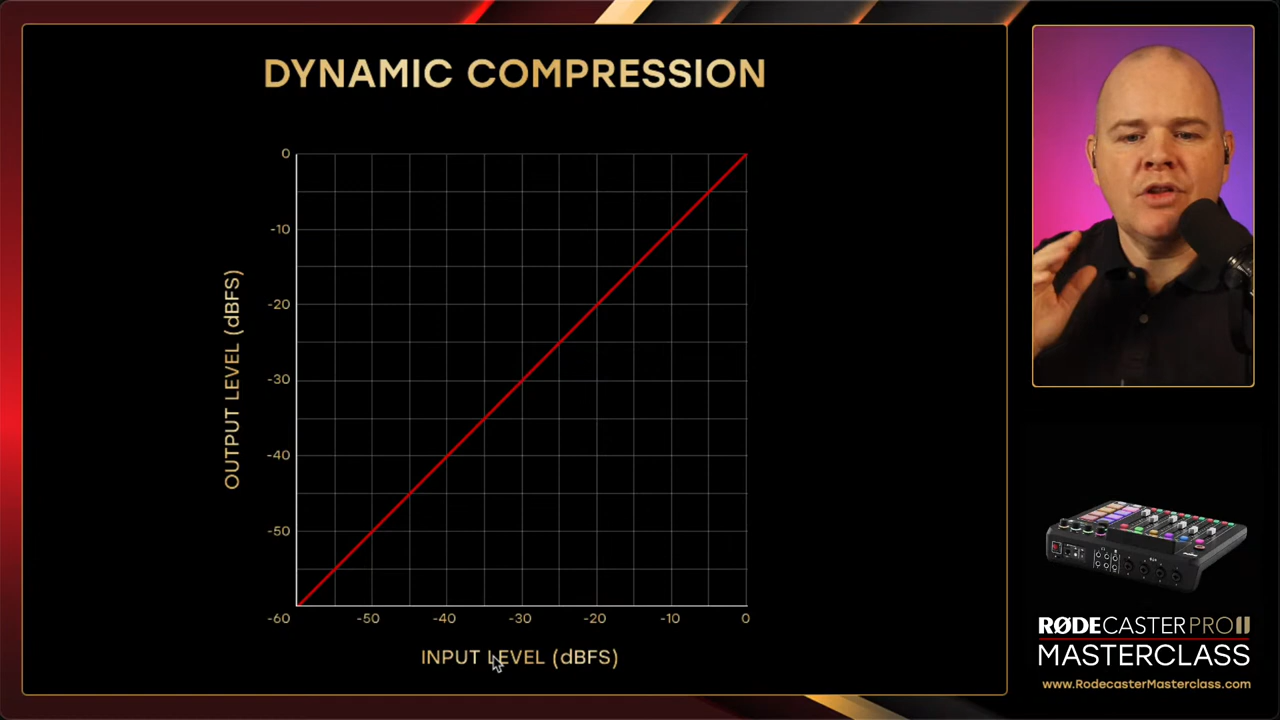 DYNAMIC COMPRESSION
0
-10
-20
-30
-40
-50
OUTPUT LEVEL (dBFS)
-60 -50 -40 -30 -20 -10 0
INPUT LEVEL (dBFS)
RØDECASTER PRO II
MASTERCLASS
www.RodecasterMasterclass.com